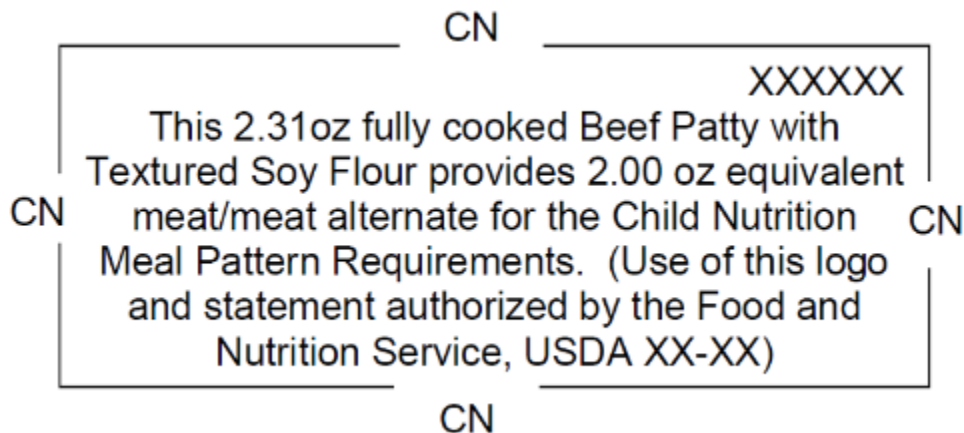 CN
XXXXXX
This 2.31oz fully cooked Beef Patty with
Textured Soy Flour provides 2.00 oz equivalent
CN meat/meat alternate for the Child Nutrition CN
Meal Pattern Requirements. (Use of this logo
and statement authorized by the Food and
Nutrition Service, USDA XX-XX)
CN